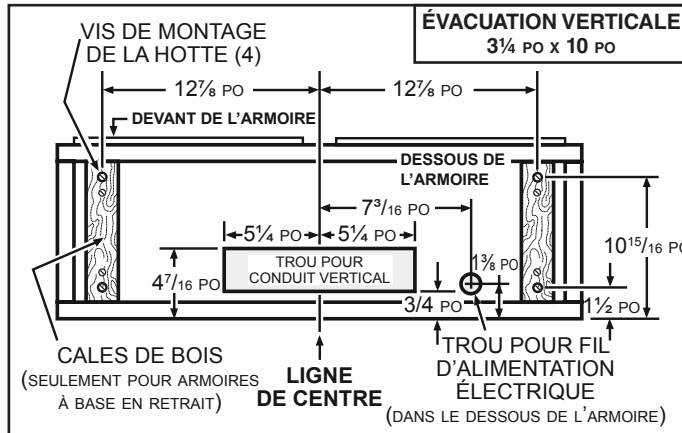 ÉVACUATION VERTICALE
3¼ PO X 10 PO
VIS DE MONTAGE
DE LA HOTTE (4)
12⅞ PO
12⅞ PO
DEVANT DE L'ARMOIRE
DESSOUS DE
L'ARMOIRE
7³/₁₆ PO
5¼ PO
5¼ PO
TROU POUR
CONDUIT VERTICAL
4⁷/₁₆ PO
1⅜ PO
10¹⁵/₁₆ PO
3/4 PO
1½ PO
CALES DE BOIS
(SEULEMENT POUR ARMOIRES
À BASE EN RETRAIT)
LIGNE
DE CENTRE
TROU POUR FIL
D'ALIMENTATION
ÉLECTRIQUE
(DANS LE DESSOUS DE L'ARMOIRE)